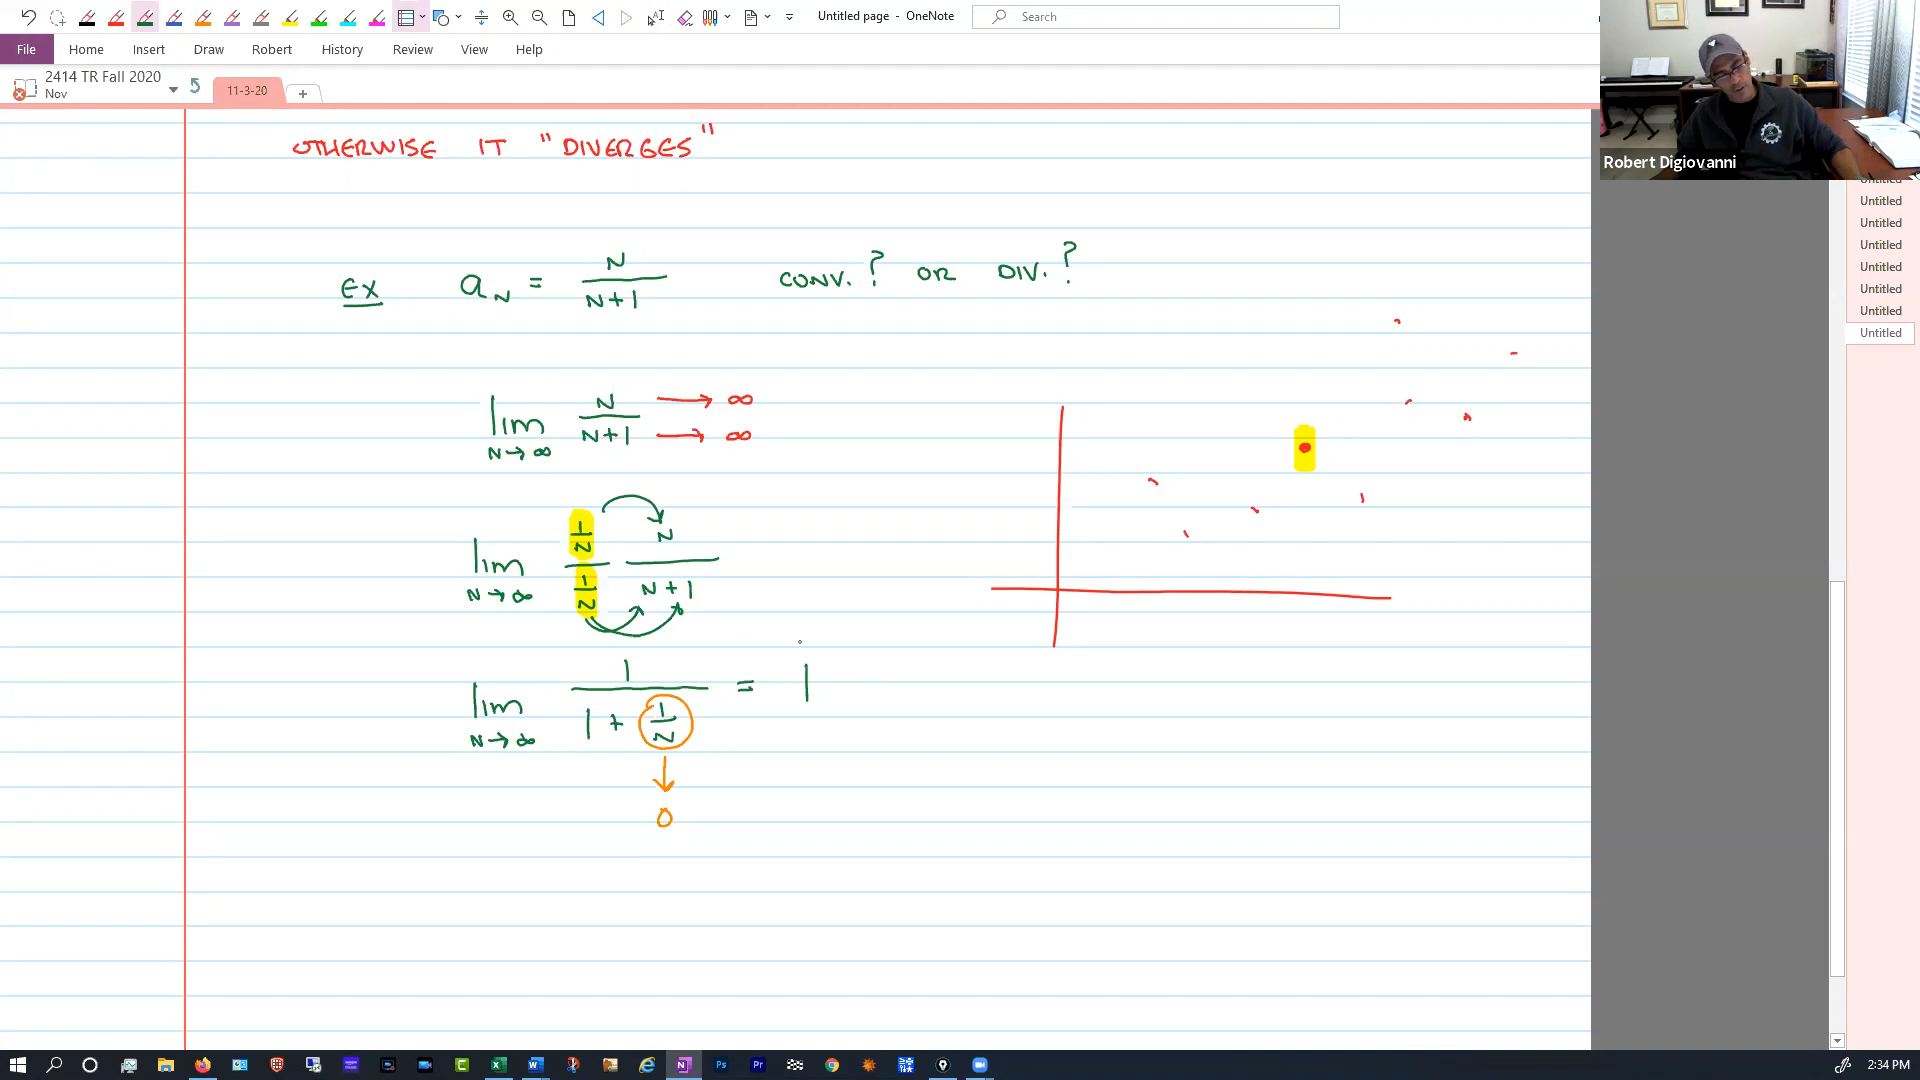 Untitled page - OneNote
Search
File Home Insert Draw Robert History Review View Help
2414 TR Fall 2020
Nov
11-3-20
+
Robert Digiovanni
OTHERWISE IT "DIVERGES"
EX a_N = N/(N+1) CONV.? OR DIV.?
lim N→∞ N/(N+1) → ∞ → ∞
lim N→∞ (1/N)/(1/N) N/(N+1)
lim N→∞ 1/(1 + 1/N) = 1
↓
0
Untitled
Untitled
Untitled
Untitled
Untitled
Untitled
Untitled
Untitled
2:34 PM